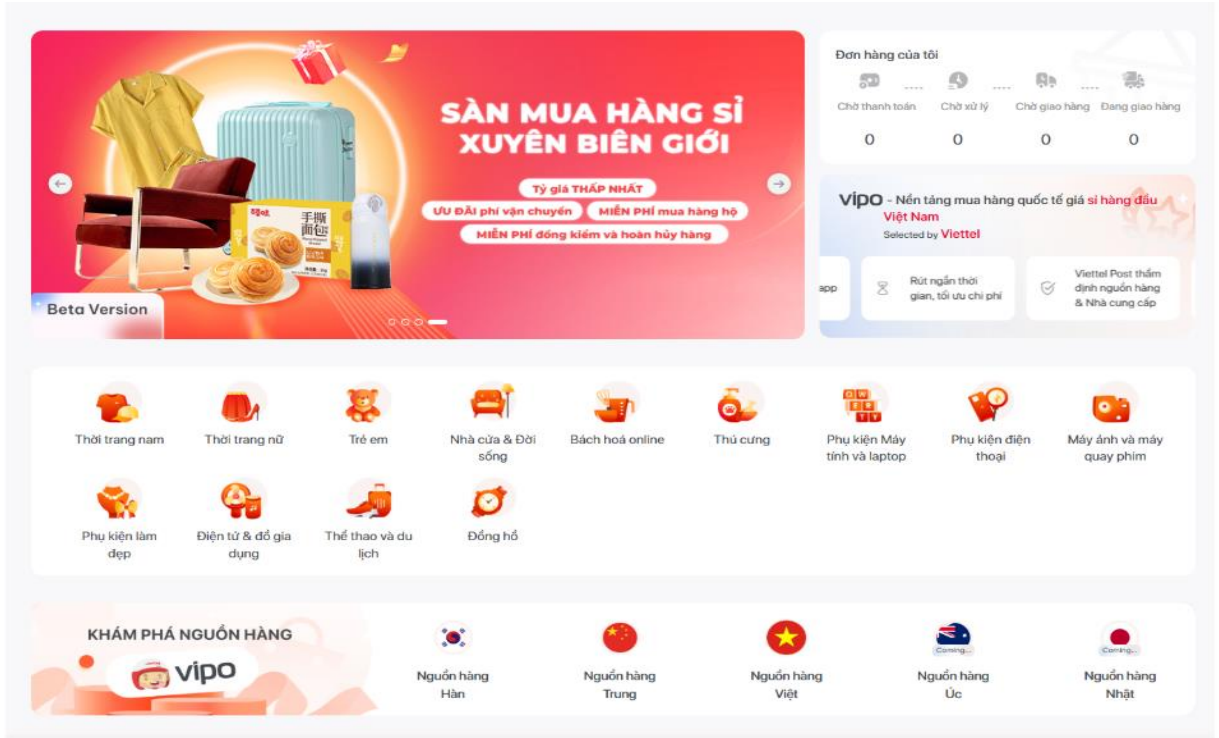 SÀN MUA HÀNG SỈ
XUYÊN BIÊN GIỚI
Tỷ giá THẤP NHẤT
ƯU ĐÃI phí vận chuyển
MIỄN PHÍ mua hàng hộ
MIỄN PHÍ đồng kiểm và hoàn hủy hàng
手撕
面包
Beta Version
Đơn hàng của tôi
Chờ thanh toán
Chờ xử lý
Chờ giao hàng
Đang giao hàng
0
0
0
0
vipo - Nền tảng mua hàng quốc tế giá sỉ hàng đầu
Việt Nam
Selected by Viettel
app
Rút ngắn thời
gian, tối ưu chi phí
Viettel Post thẩm
định nguồn hàng
& Nhà cung cấp
Thời trang nam
Thời trang nữ
Trẻ em
Nhà cửa & Đời
sống
Bách hoá online
Thú cưng
Phụ kiện Máy
tính và laptop
Phụ kiện điện
thoại
Máy ảnh và máy
quay phim
Phụ kiện làm
đẹp
Điện tử & đồ gia
dụng
Thể thao và du
lịch
Đồng hồ
KHÁM PHÁ NGUỒN HÀNG
vipo
Nguồn hàng
Hàn
Nguồn hàng
Trung
Nguồn hàng
Việt
Coming...
Nguồn hàng
Úc
Coming...
Nguồn hàng
Nhật